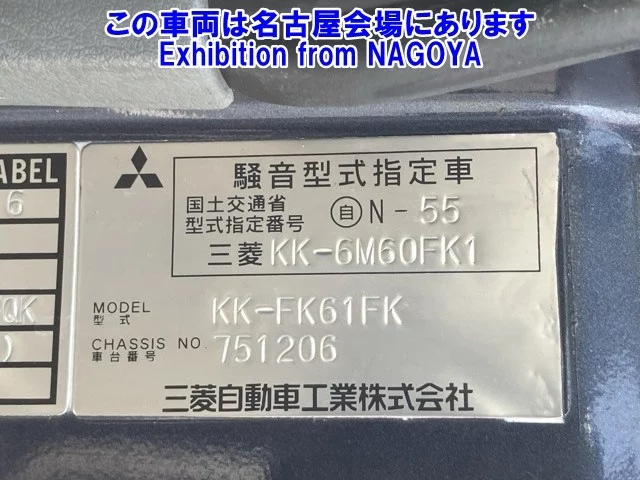 この車両は名古屋会場にあります
Exhibition from NAGOYA
ABEL
6
QK
)
騒音型式指定車
国土交通省
型式指定番号 自 N-55
三菱 KK-6M60FK1
MODEL
型式 KK-FK61FK
CHASSIS NO.
車台番号 751206
三菱自動車工業株式会社